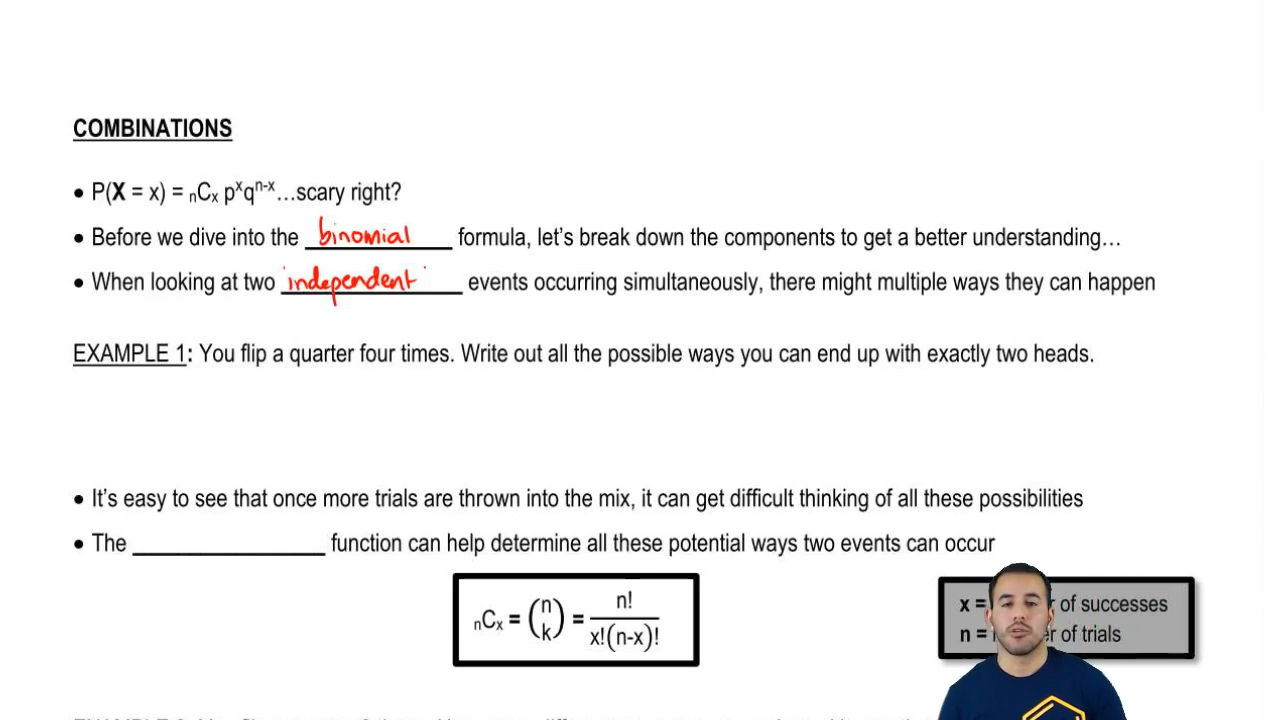 COMBINATIONS
• P(X = x) = ₙCₓ pˣqⁿ⁻ˣ…scary right?
• Before we dive into the binomial formula, let's break down the components to get a better understanding…
• When looking at two independent events occurring simultaneously, there might multiple ways they can happen
EXAMPLE 1: You flip a quarter four times. Write out all the possible ways you can end up with exactly two heads.
• It's easy to see that once more trials are thrown into the mix, it can get difficult thinking of all these possibilities
• The ________________ function can help determine all these potential ways two events can occur
ₙCₓ = (n k) = n! / x!(n-x)!
x = of successes
n = of trials